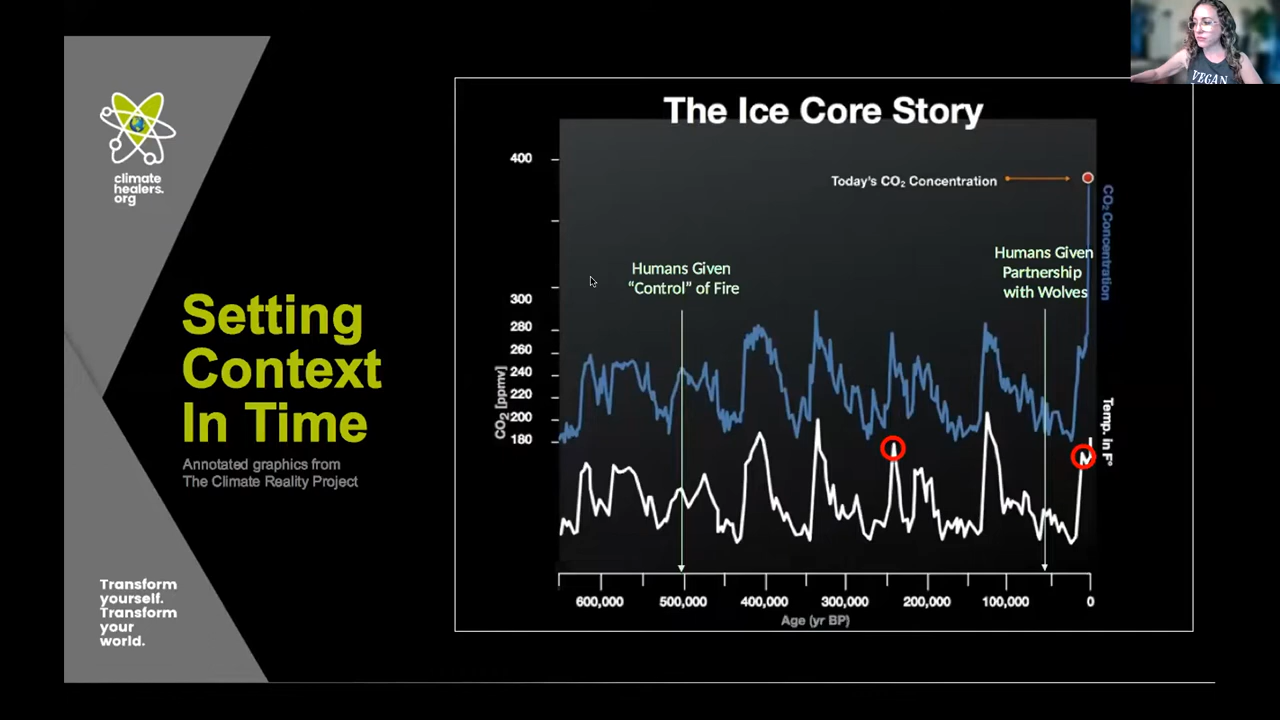 VEGAN
climate
healers.
org
Setting
Context
In Time
Annotated graphics from
The Climate Reality Project
Transform
yourself.
Transform
your
world.
The Ice Core Story
400
300
280
260
240
220
200
180
CO₂ [ppmv]
Today's CO₂ Concentration
Humans Given
"Control" of Fire
Humans Given
Partnership
with Wolves
CO₂ Concentration
Temp. in F°
600,000 500,000 400,000 300,000 200,000 100,000 0
Age (yr BP)